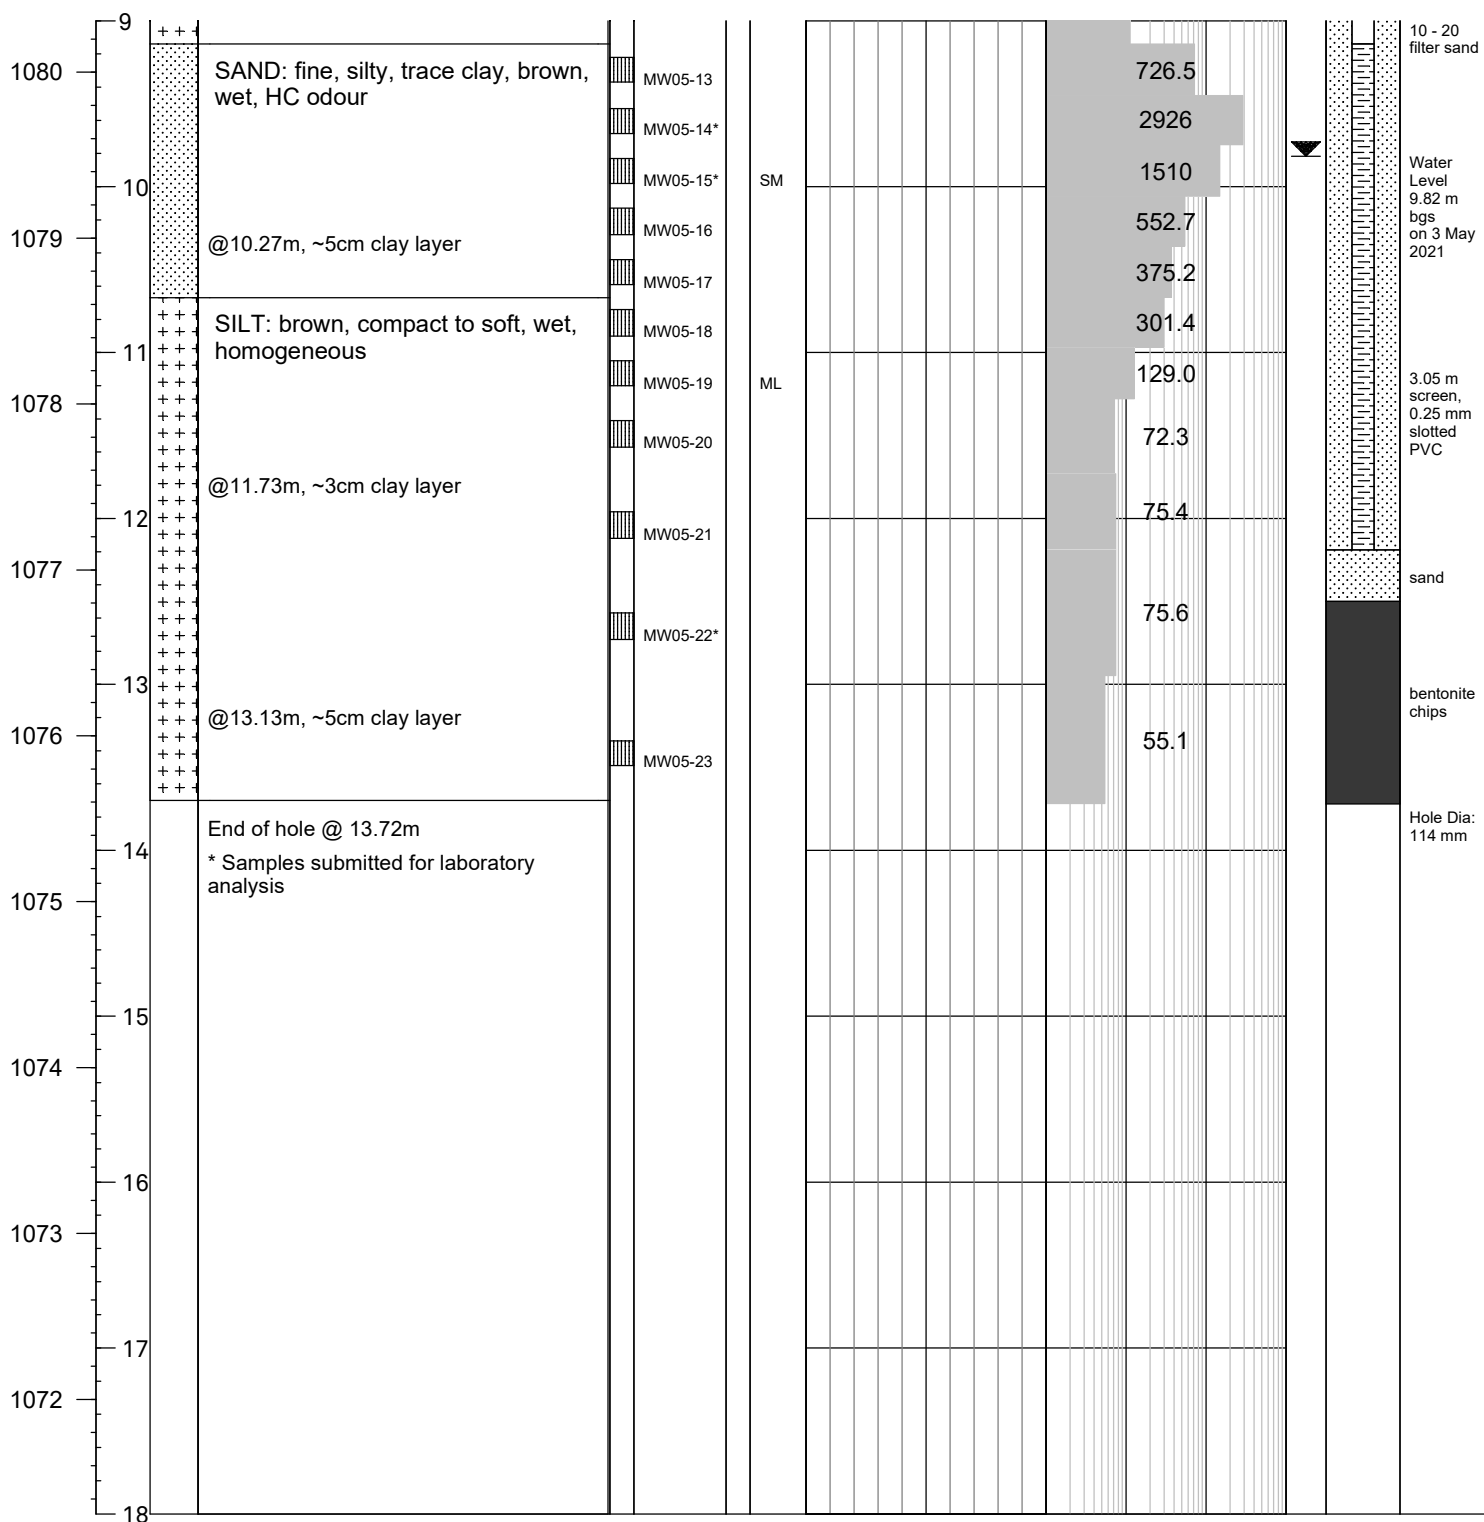 9
10 - 20
filter sand
1080
SAND: fine, silty, trace clay, brown,
wet, HC odour
MW05-13
726.5
MW05-14*
2926
Water
Level
9.82 m
bgs
on 3 May
2021
10
MW05-15*
SM
1510
MW05-16
552.7
1079
@10.27m, ~5cm clay layer
MW05-17
375.2
SILT: brown, compact to soft, wet,
homogeneous
MW05-18
301.4
11
MW05-19
ML
129.0
3.05 m
screen,
0.25 mm
slotted
PVC
1078
MW05-20
72.3
@11.73m, ~3cm clay layer
12
MW05-21
75.4
1077
sand
MW05-22*
75.6
13
bentonite
chips
@13.13m, ~5cm clay layer
1076
MW05-23
55.1
End of hole @ 13.72m
Hole Dia:
114 mm
14
* Samples submitted for laboratory
analysis
1075
15
1074
16
1073
17
1072
18